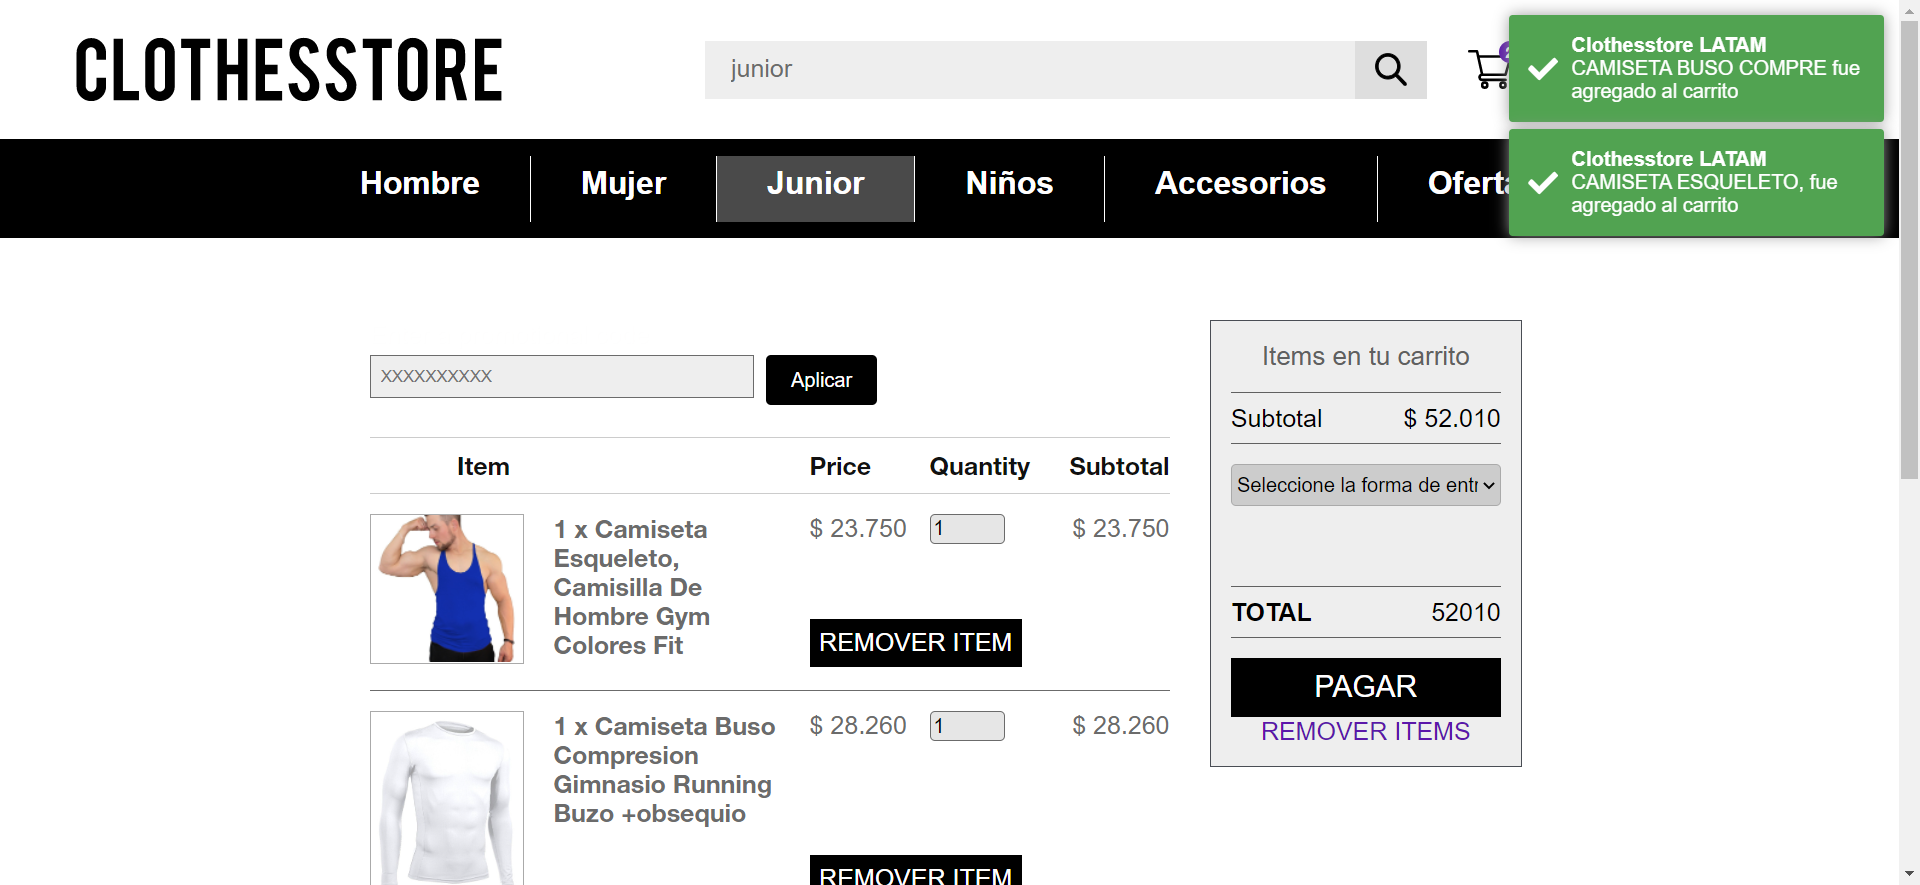 CLOTHESSTORE
junior
Clothesstore LATAM
CAMISETA BUSO COMPRE fue
agregado al carrito
Clothesstore LATAM
CAMISETA ESQUELETO, fue
agregado al carrito
Hombre
Mujer
Junior
Niños
Accesorios
Oferta
XXXXXXXXXX
Aplicar
Item Price Quantity Subtotal
1 x Camiseta
Esqueleto,
Camisilla De
Hombre Gym
Colores Fit
$ 23.750
1
$ 23.750
REMOVER ITEM
1 x Camiseta Buso
Compresion
Gimnasio Running
Buzo +obsequio
$ 28.260
1
$ 28.260
REMOVER ITEM
Items en tu carrito
Subtotal $ 52.010
Seleccione la forma de entr
TOTAL 52010
PAGAR
REMOVER ITEMS